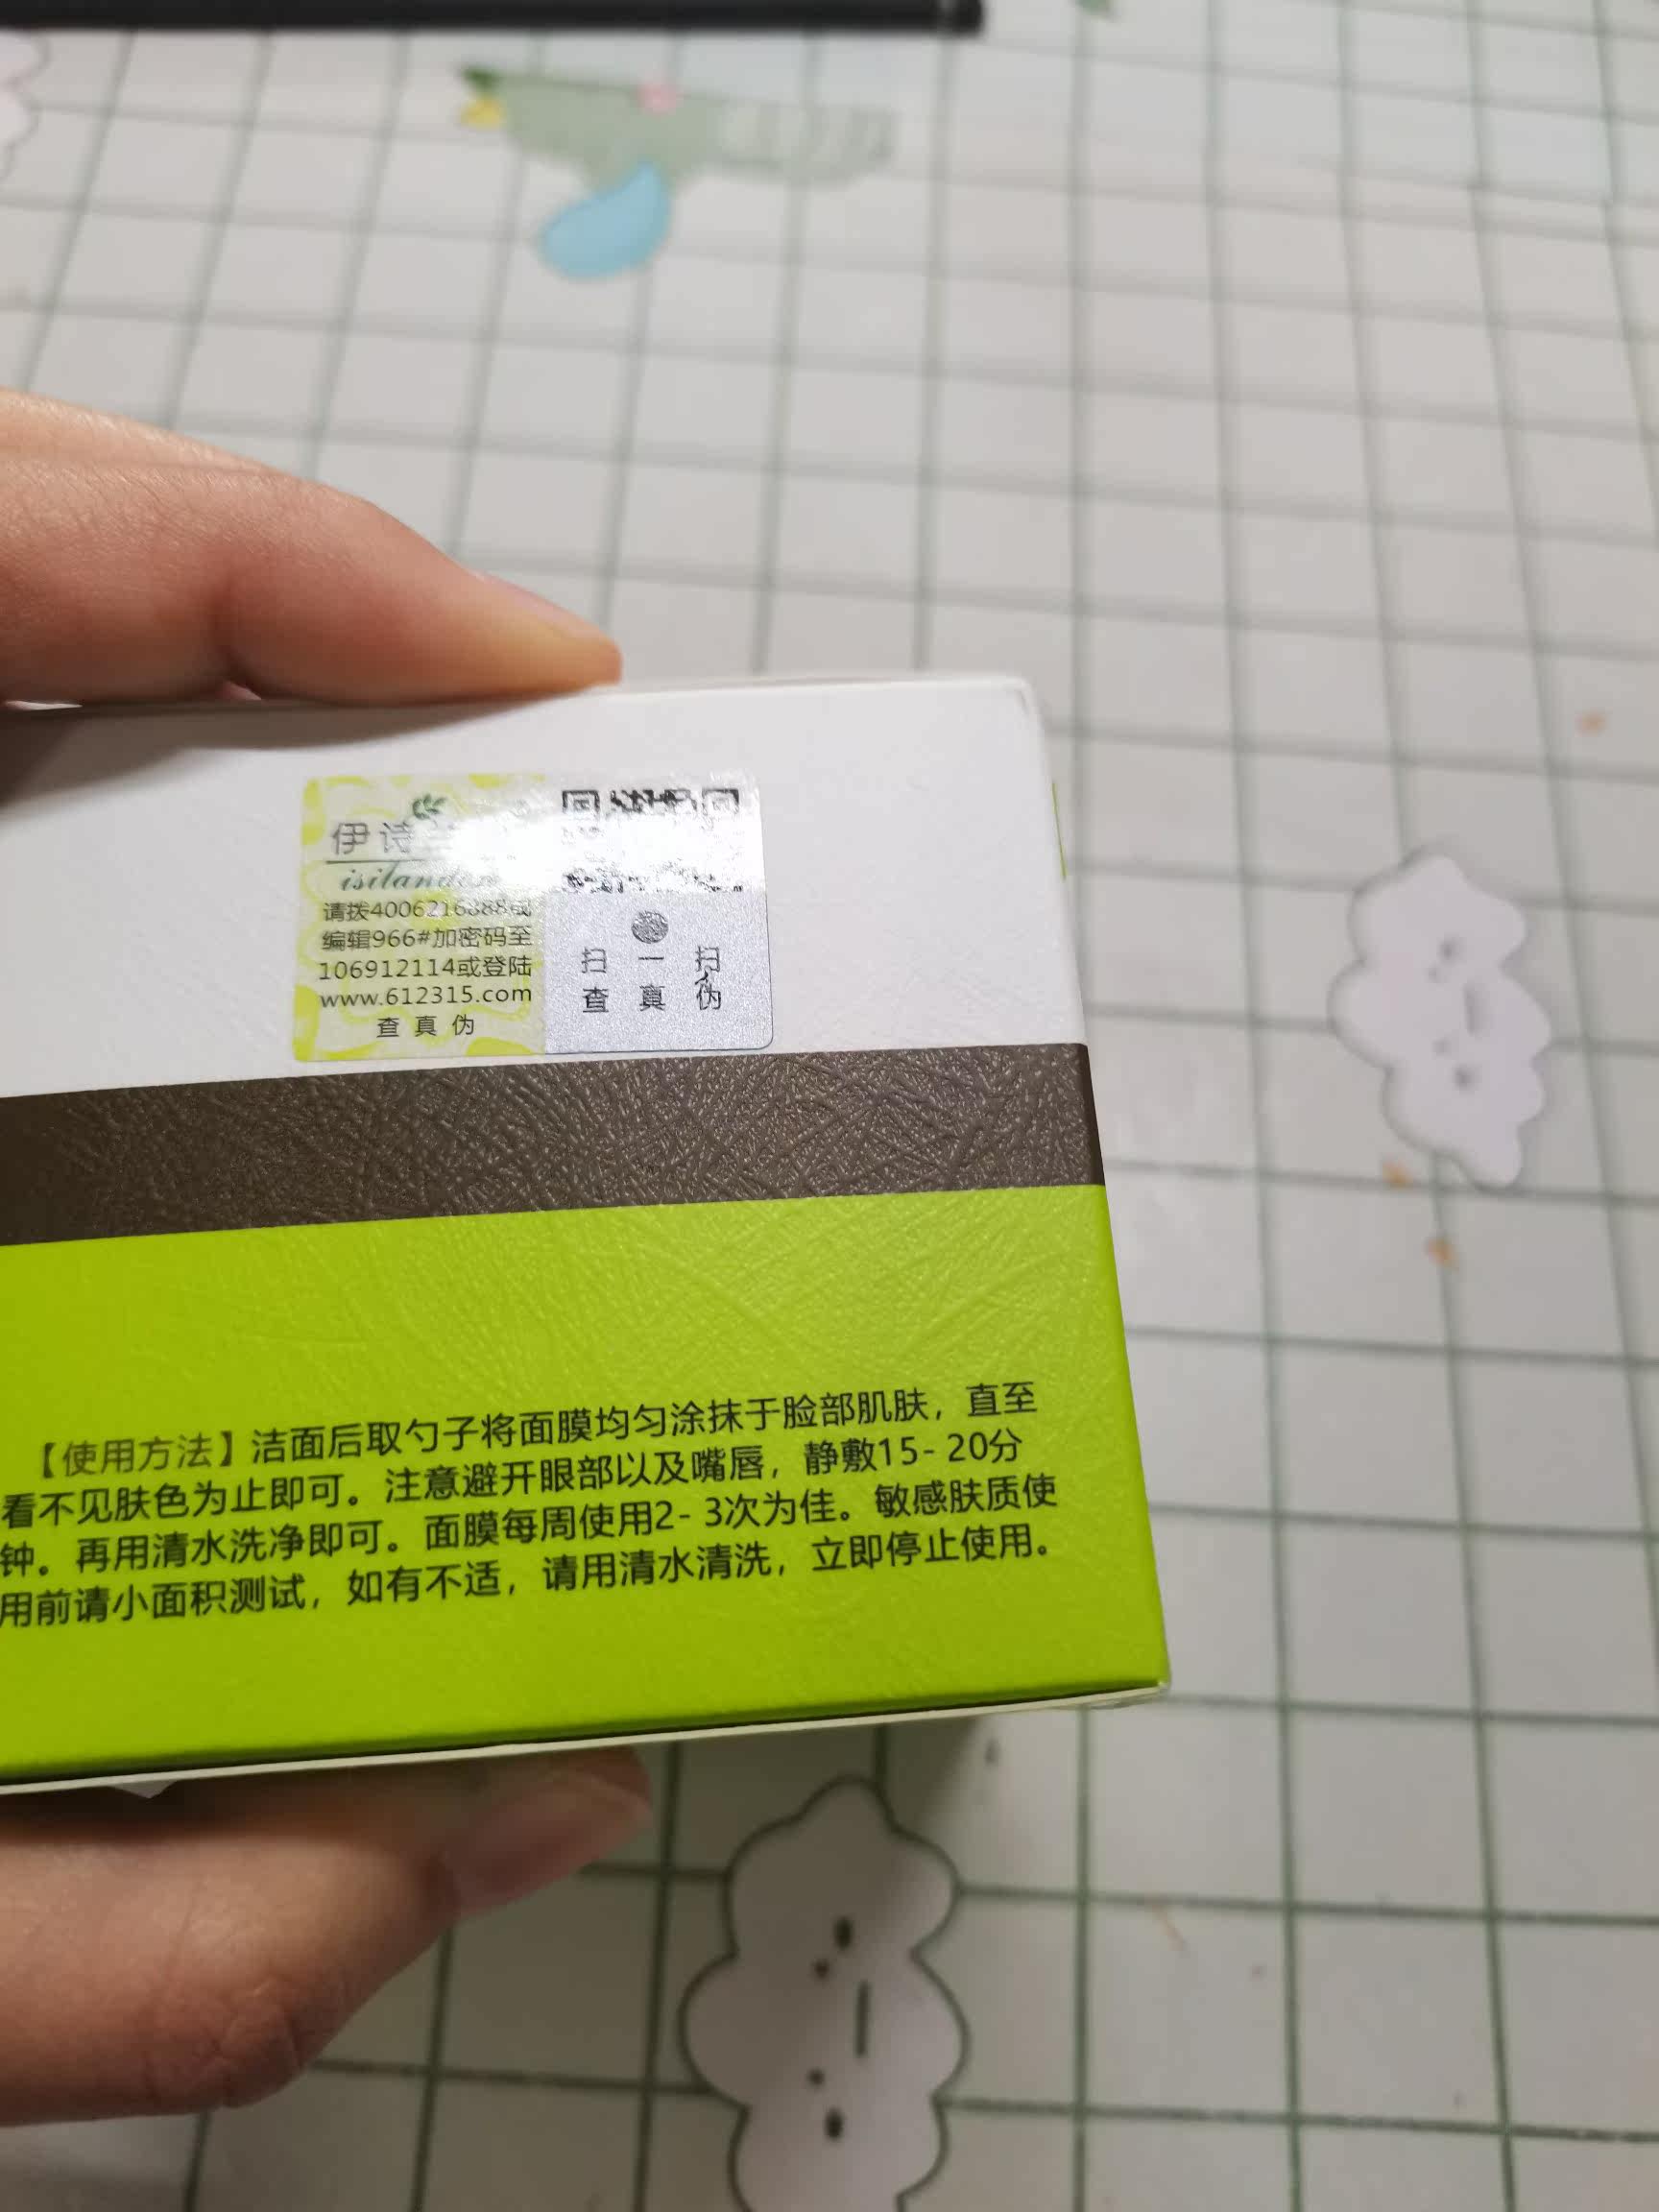 伊诗
请拨4006216888或
编辑966#加密码至
106912114或登陆
www.612315.com
查真伪
扫一扫
查真伪
【使用方法】洁面后取勺子将面膜均匀涂抹于脸部肌肤，直至
看不见肤色为止即可。注意避开眼部以及嘴唇，静敷15- 20分
钟。再用清水洗净即可。面膜每周使用2- 3次为佳。敏感肤质使
用前请小面积测试，如有不适，请用清水清洗，立即停止使用。